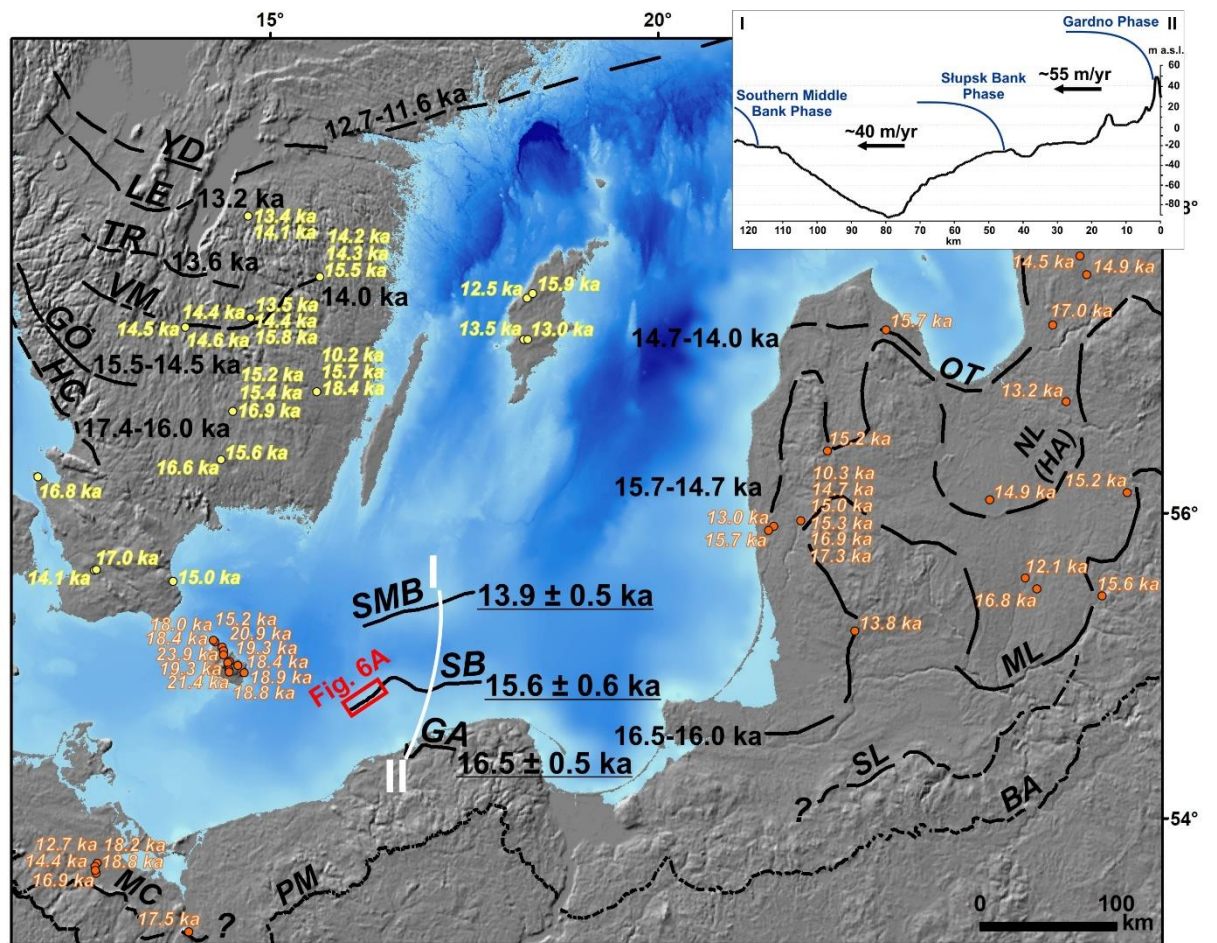 15°
20°
I
Gardno Phase
II
m a.s.l.
~55 m/yr
Słupsk Bank
Phase
Southern Middle
Bank Phase
~40 m/yr
60
40
20
0
-20
-40
-60
-80
120 110 100 90 80 70 60 50 40 30 20 10 0
km
3°
12.7-11.6 ka
YD
LE
13.2 ka
TR
13.6 ka
VM
14.0 ka
GÖ
15.5-14.5 ka
HC
17.4-16.0 ka
13.4 ka
14.1 ka
14.2 ka
14.3 ka
15.5 ka
14.4 ka
13.5 ka
14.5 ka
14.4 ka
14.6 ka
15.8 ka
10.2 ka
15.2 ka
15.7 ka
15.4 ka
18.4 ka
16.9 ka
15.6 ka
16.6 ka
16.8 ka
17.0 ka
14.1 ka
15.0 ka
12.5 ka
15.9 ka
13.5 ka
13.0 ka
14.7-14.0 ka
15.7 ka
OT
14.5 ka
14.9 ka
17.0 ka
13.2 ka
NL
(HA)
15.2 ka
14.9 ka
15.2 ka
10.3 ka
14.7 ka
15.0 ka
15.3 ka
16.9 ka
17.3 ka
15.7-14.7 ka
13.0 ka
15.7 ka
56°
12.1 ka
16.8 ka
15.6 ka
13.8 ka
ML
I
SMB
13.9 ± 0.5 ka
SB
15.6 ± 0.6 ka
Fig. 6A
GA
16.5 ± 0.5 ka
II
16.5-16.0 ka
18.0 ka
15.2 ka
18.4 ka
20.9 ka
23.9 ka
19.3 ka
19.3 ka
18.4 ka
21.4 ka
18.9 ka
18.8 ka
SL
?
BA
54°
12.7 ka
18.2 ka
14.4 ka
18.8 ka
16.9 ka
MC
17.5 ka
?
PM
0 100
km